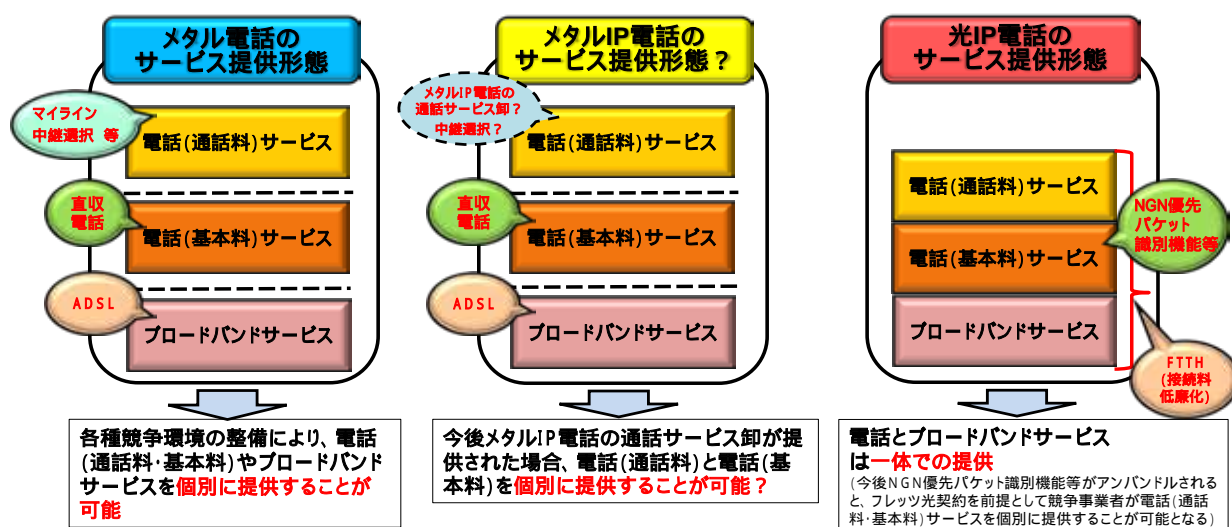 メタル電話の
サービス提供形態
マイライン
中継選択 等
電話(通話料)サービス
直収
電話
電話(基本料)サービス
ADSL
ブロードバンドサービス
各種競争環境の整備により、電話
(通話料・基本料)やブロードバンド
サービスを個別に提供することが
可能
メタルIP電話の
サービス提供形態？
メタルIP電話の
通話サービス卸？
中継選択？
電話(通話料)サービス
直収
電話
電話(基本料)サービス
ADSL
ブロードバンドサービス
今後メタルIP電話の通話サービス卸が提
供された場合、電話(通話料)と電話(基
本料)を個別に提供することが可能？
光IP電話の
サービス提供形態
電話(通話料)サービス
電話(基本料)サービス
ブロードバンドサービス
NGN優先
パケット
識別機能等
FTTH
(接続料
低廉化)
電話とブロードバンドサービス
は一体での提供
(今後NGN優先パケット識別機能等がアンバンドルされる
と、フレッツ光契約を前提として競争事業者が電話(通話
料・基本料)サービスを個別に提供することが可能となる)